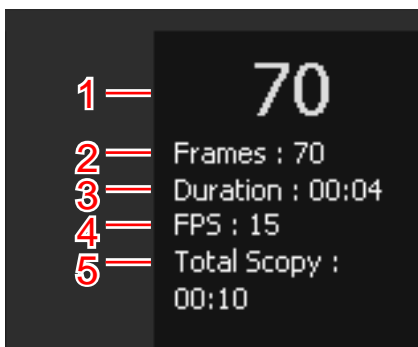 1 70
2 Frames : 70
3 Duration : 00:04
4 FPS : 15
5 Total Scopy :
00:10